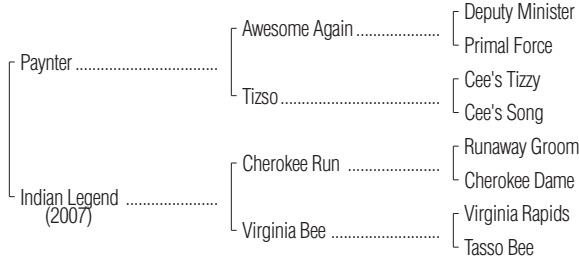 Deputy Minister
Awesome Again ..................
Primal Force
Paynter ................................
Cee's Tizzy
Tizso....................................
Cee's Song
Runaway Groom
Cherokee Run ....................
Cherokee Dame
Indian Legend ....................
(2007)
Virginia Rapids
Virginia Bee ........................
Tasso Bee